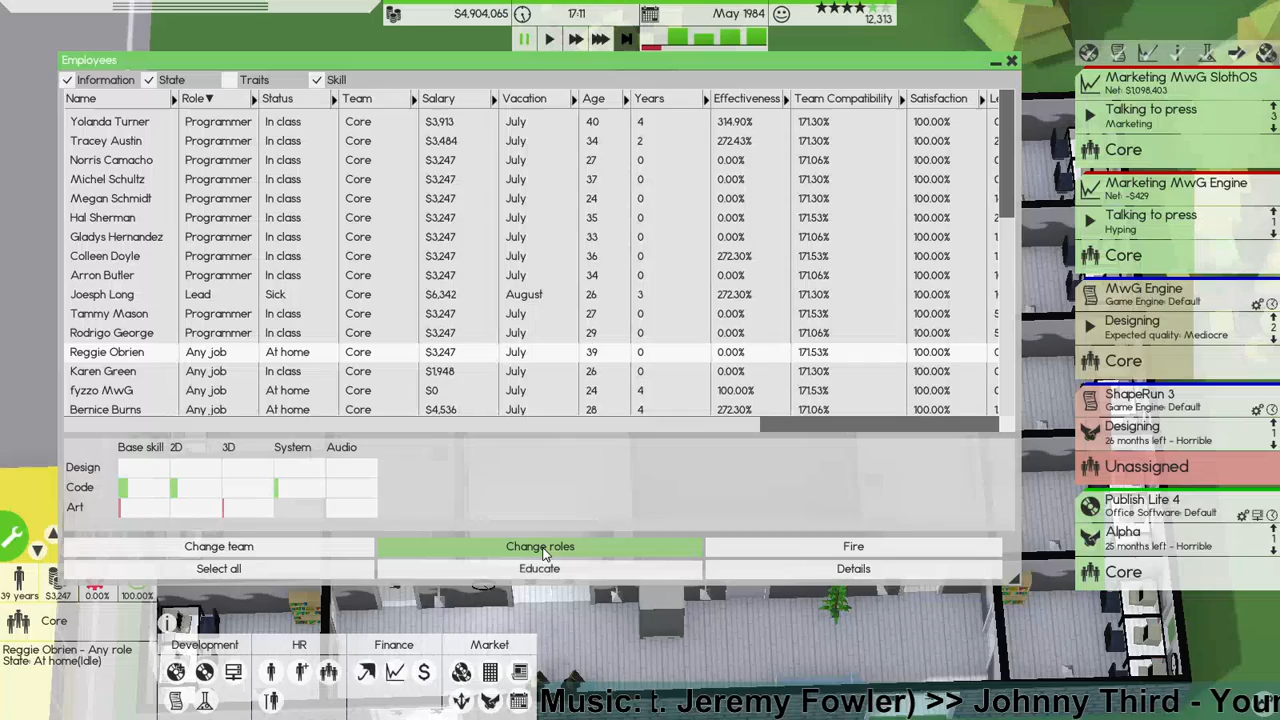 $4,904,065 17:11 May 1984 12,313
Employees
Information State Traits Skill
Name Role▼ Status Team Salary Vacation Age Years Effectiveness Team Compatibility Satisfaction
Yolanda Turner Programmer In class Core $3,913 July 40 4 314.90% 171.30% 100.00%
Tracey Austin Programmer In class Core $3,484 July 34 2 272.43% 171.30% 100.00%
Norris Camacho Programmer In class Core $3,247 July 27 0 0.00% 171.06% 100.00%
Michel Schultz Programmer In class Core $3,247 July 37 0 0.00% 171.30% 100.00%
Megan Schmidt Programmer In class Core $3,247 July 24 0 0.00% 171.30% 100.00%
Hal Sherman Programmer In class Core $3,247 July 35 0 0.00% 171.53% 100.00%
Gladys Hernandez Programmer In class Core $3,247 July 33 0 0.00% 171.06% 100.00%
Colleen Doyle Programmer In class Core $3,247 July 36 0 272.30% 171.06% 100.00%
Arron Butler Programmer In class Core $3,247 July 34 0 0.00% 171.06% 100.00%
Joesph Long Lead Sick Core $6,342 August 26 3 272.30% 171.30% 100.00%
Tammy Mason Programmer In class Core $3,247 July 27 0 0.00% 171.06% 100.00%
Rodrigo George Programmer In class Core $3,247 July 29 0 0.00% 171.06% 100.00%
Reggie Obrien Any job At home Core $3,247 July 39 0 0.00% 171.53% 100.00%
Karen Green Any job In class Core $1,948 July 26 0 0.00% 171.30% 100.00%
fyzzo MwG Any job At home Core $0 July 24 4 100.00% 171.53% 100.00%
Bernice Burns Any job At home Core $4,536 July 28 4 272.30% 171.06% 100.00%
Base skill 2D 3D System Audio
Design
Code
Art
Change team Change roles Fire
Select all Educate Details
39 years $3,247 0.00% 100.00%
Core
Reggie Obrien - Any role
State: At home(Idle)
Development HR Finance Market
Marketing MwG SlothOS
Net: $1,098,403
Talking to press
Marketing
3
Core
Marketing MwG Engine
Net: -$429
Talking to press
Hyping
1
Core
MwG Engine
Game Engine: Default
Designing
Expected quality: Mediocre
2
Core
ShapeRun 3
Game Engine: Default
Designing
26 months left - Horrible
1
Unassigned
Publish Life 4
Office Software: Default
Alpha
25 months left - Horrible
1
Core
Music: t. Jeremy Fowler) >> Johnny Third - You